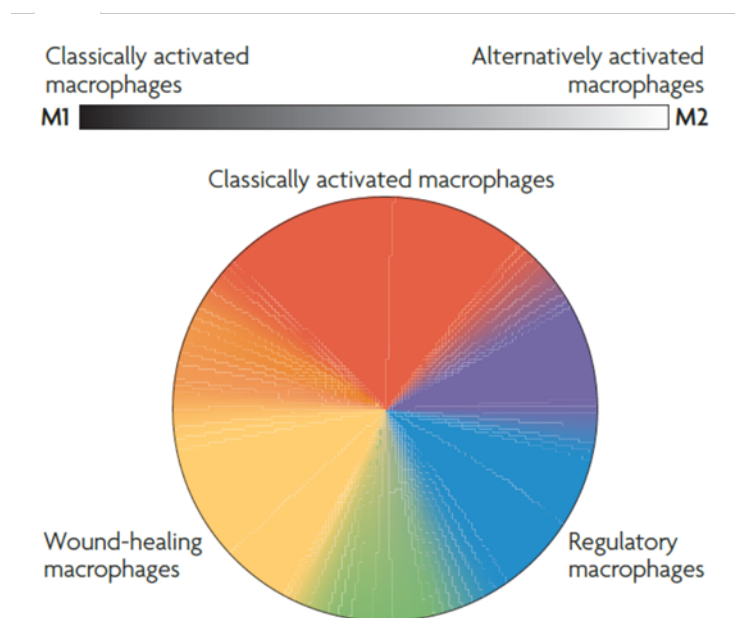 Classically activated
macrophages
Alternatively activated
macrophages
M1
M2
Classically activated macrophages
Wound-healing
macrophages
Regulatory
macrophages